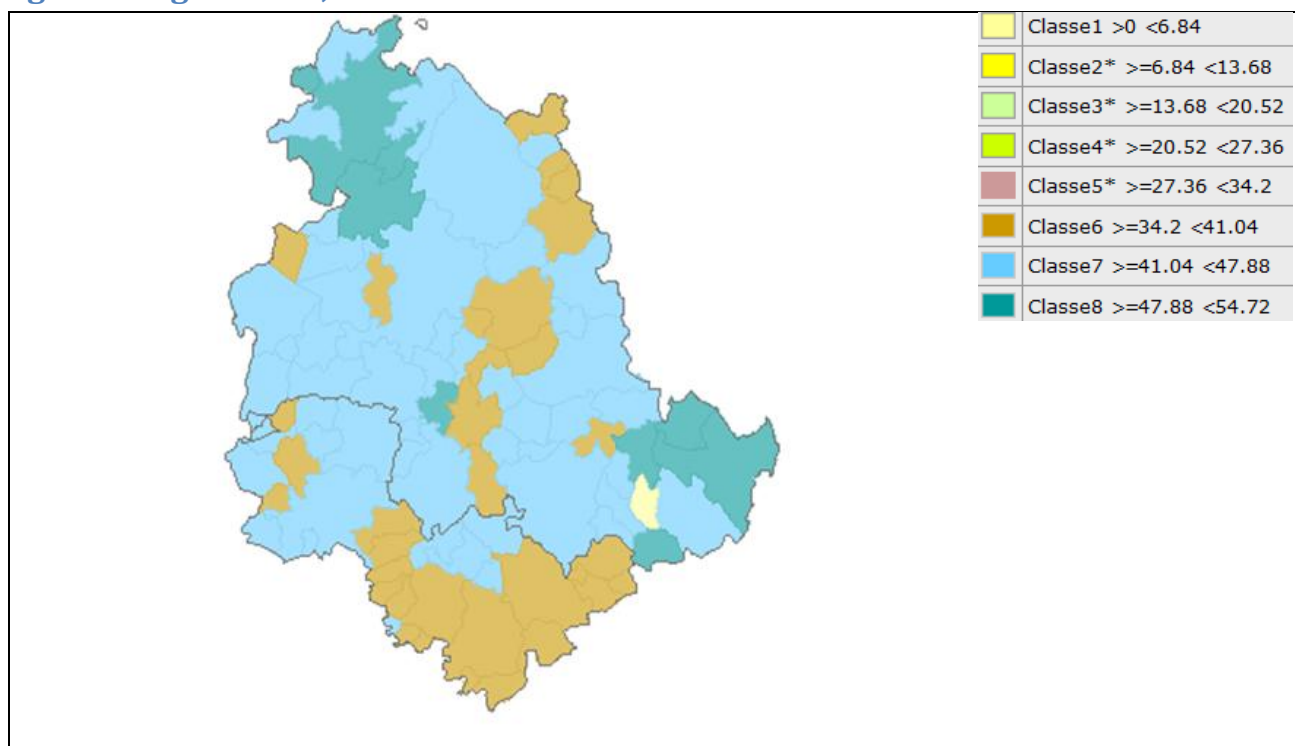 Classe1 >0 <6.84
Classe2* >=6.84 <13.68
Classe3* >=13.68 <20.52
Classe4* >=20.52 <27.36
Classe5* >=27.36 <34.2
Classe6 >=34.2 <41.04
Classe7 >=41.04 <47.88
Classe8 >=47.88 <54.72